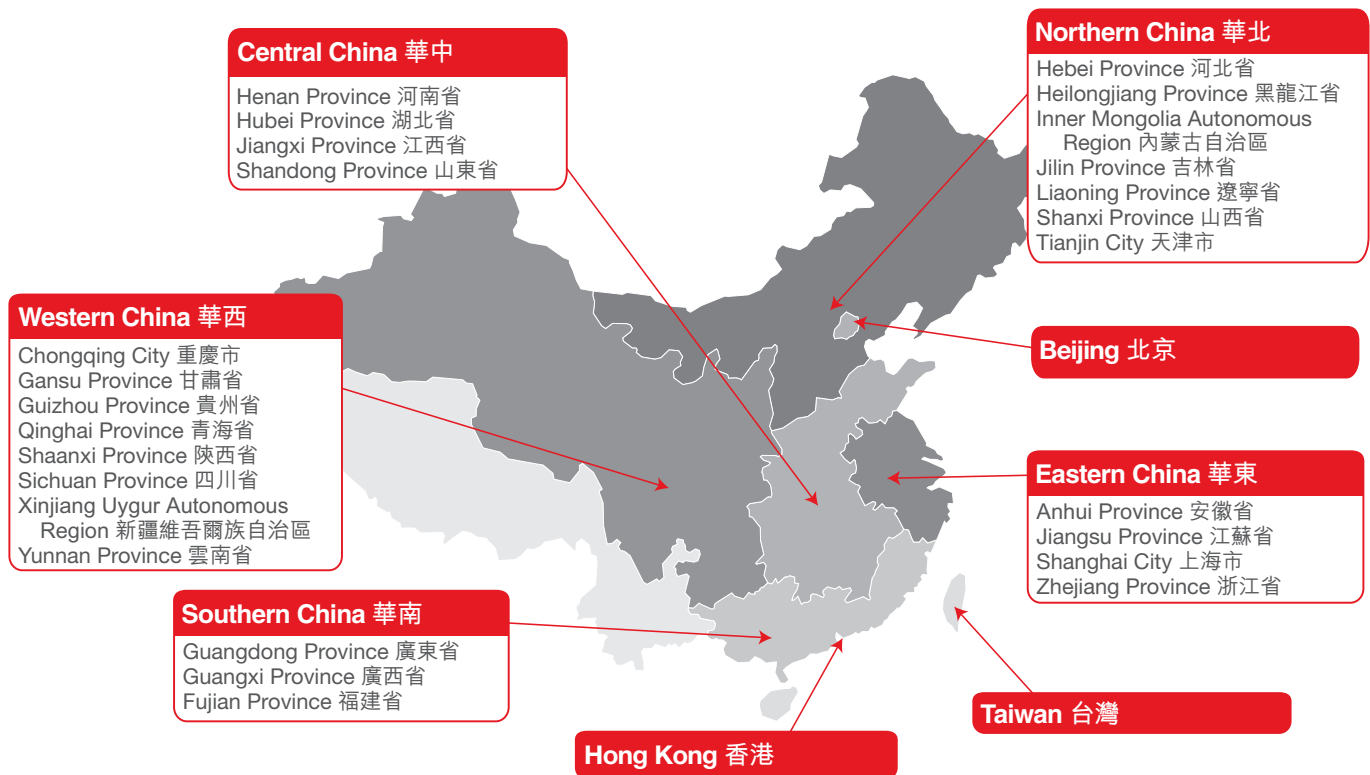 Central China 華中
Henan Province 河南省
Hubei Province 湖北省
Jiangxi Province 江西省
Shandong Province 山東省
Northern China 華北
Hebei Province 河北省
Heilongjiang Province 黑龍江省
Inner Mongolia Autonomous
Region 內蒙古自治區
Jilin Province 吉林省
Liaoning Province 遼寧省
Shanxi Province 山西省
Tianjin City 天津市
Western China 華西
Chongqing City 重慶市
Gansu Province 甘肅省
Guizhou Province 貴州省
Qinghai Province 青海省
Shaanxi Province 陝西省
Sichuan Province 四川省
Xinjiang Uygur Autonomous
Region 新疆維吾爾族自治區
Yunnan Province 雲南省
Beijing 北京
Eastern China 華東
Anhui Province 安徽省
Jiangsu Province 江蘇省
Shanghai City 上海市
Zhejiang Province 浙江省
Southern China 華南
Guangdong Province 廣東省
Guangxi Province 廣西省
Fujian Province 福建省
Taiwan 台灣
Hong Kong 香港